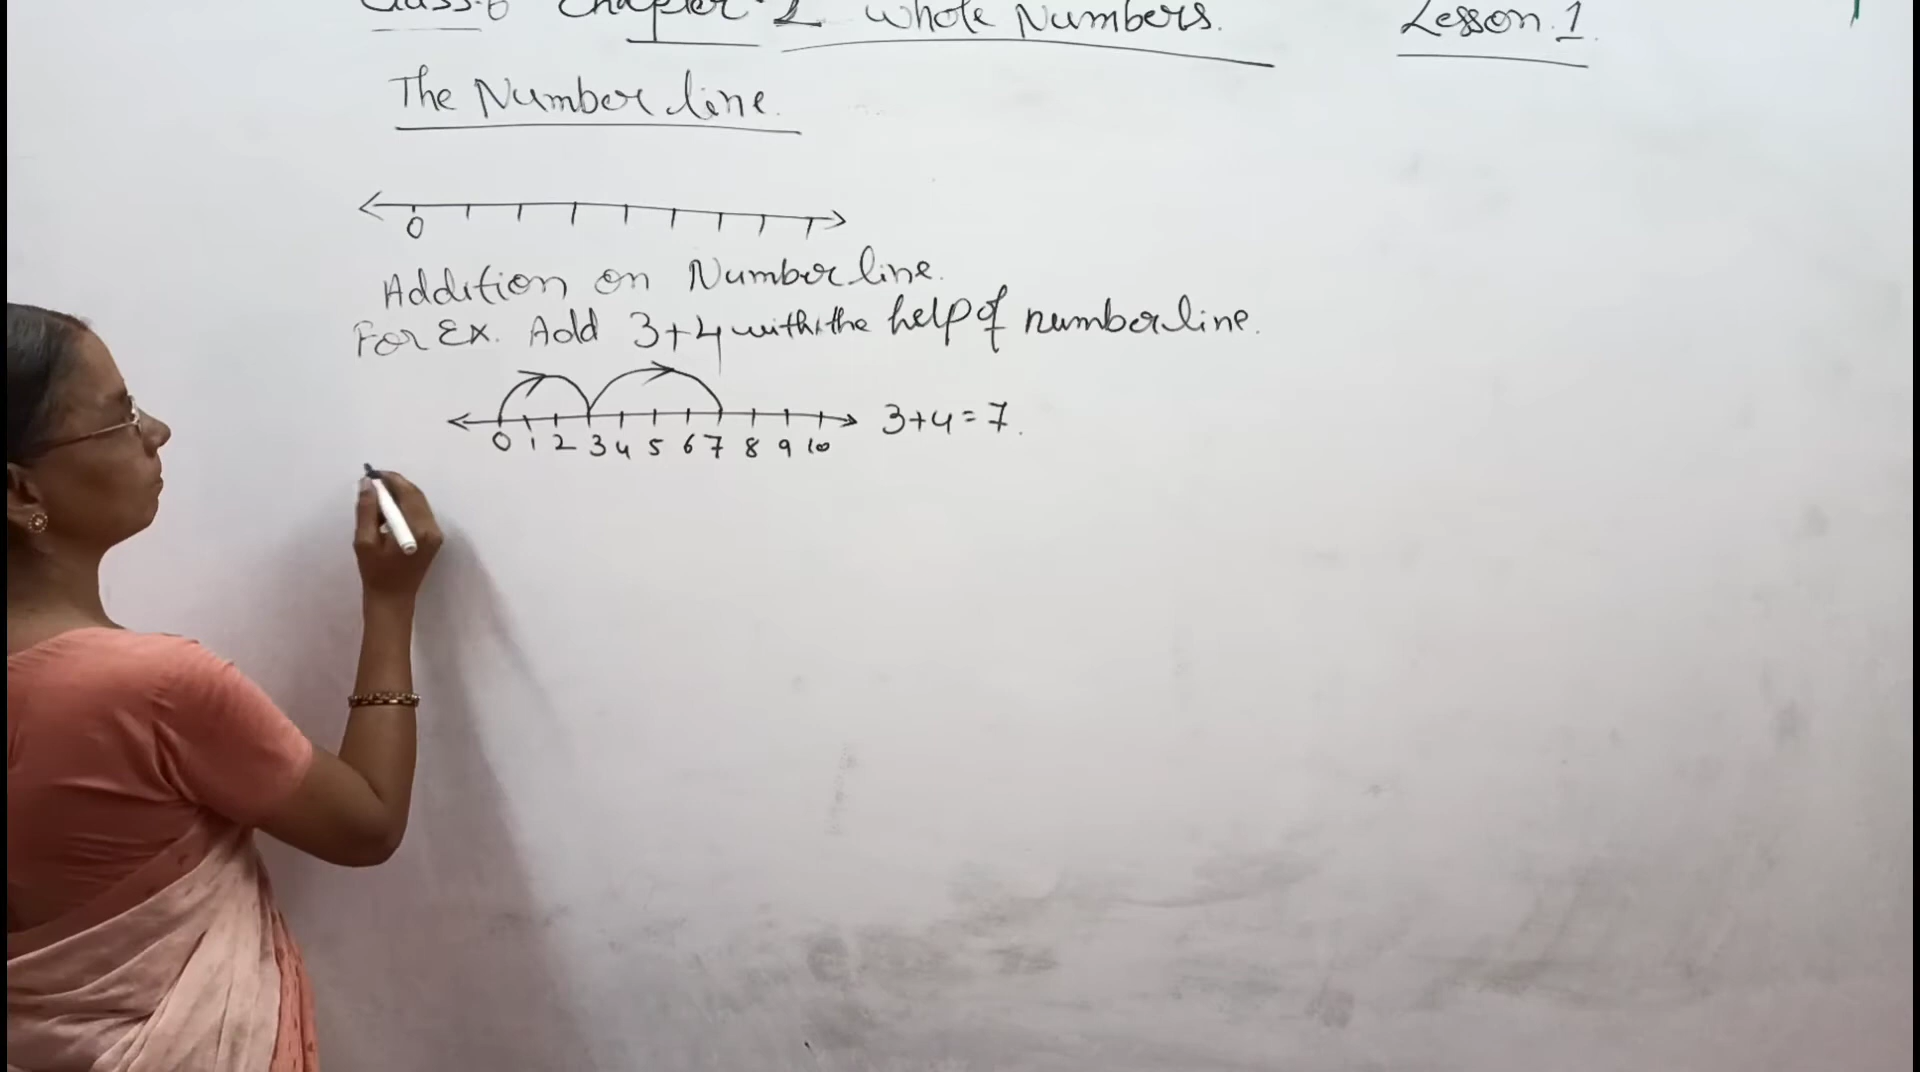 Class-6 Chapter-2 Whole Numbers. Lesson.1.
The Number line.
0
Addition on Number line.
For Ex. Add 3+4 with the help of number line.
3+4=7.
0 1 2 3 4 5 6 7 8 9 10